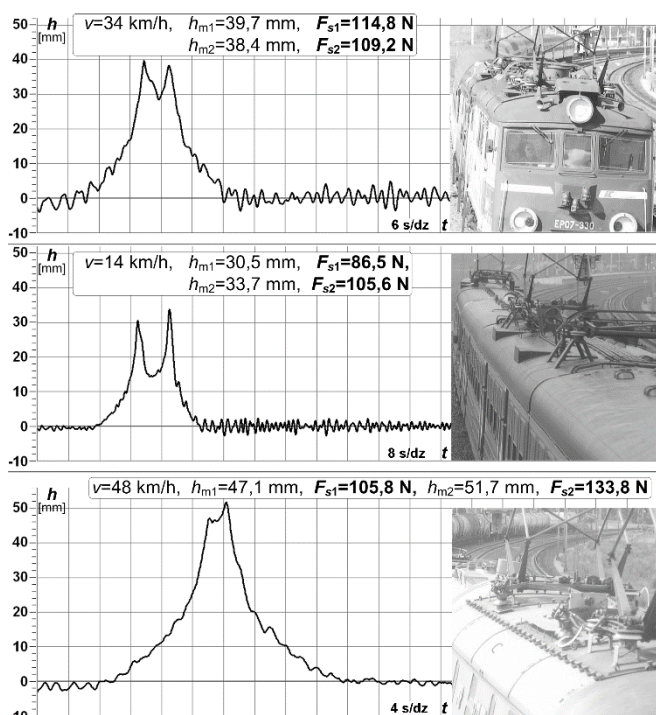 h
[mm]
v=34 km/h, hm1=39,7 mm, Fs1=114,8 N
hm2=38,4 mm, Fs2=109,2 N
50
40
30
20
10
0
-10
6 s/dz t
EP07-330
h
[mm]
v=14 km/h, hm1=30,5 mm, Fs1=86,5 N,
hm2=33,7 mm, Fs2=105,6 N
50
40
30
20
10
0
-10
8 s/dz t
h
[mm]
v=48 km/h, hm1=47,1 mm, Fs1=105,8 N, hm2=51,7 mm, Fs2=133,8 N
50
40
30
20
10
0
-10
4 s/dz t